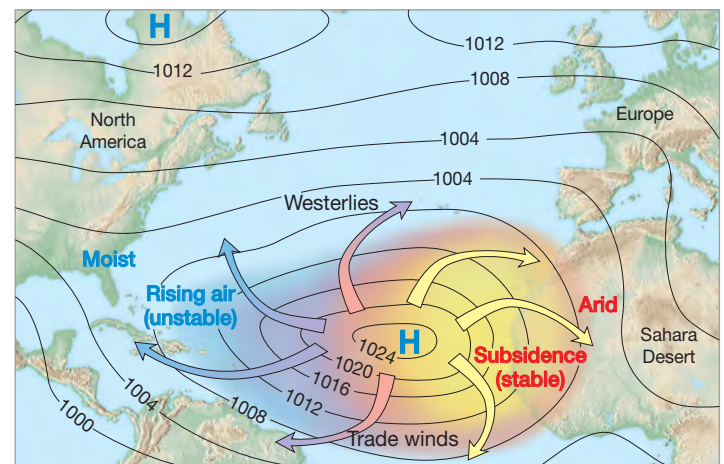 H
1012
1012
1008
North
America
Europe
1004
1004
Westerlies
Moist
Rising air
(unstable)
Arid
H
1024
Sahara
Desert
Subsidence
(stable)
1020
1016
1012
1008
1004
1000
Trade winds